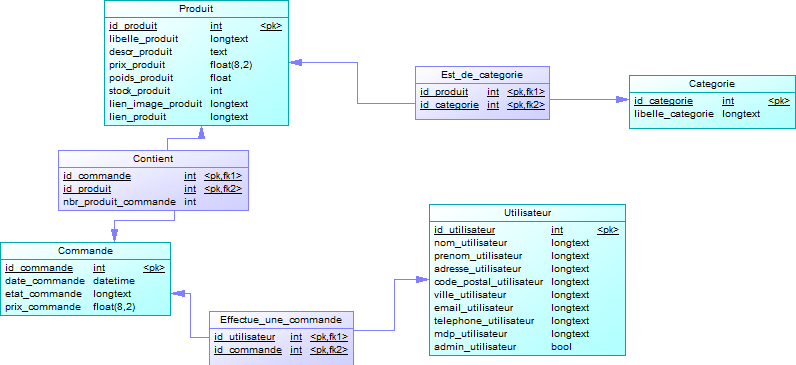 Produit
id_produit int <pk>
libelle_produit longtext
descr_produit text
prix_produit float(8,2)
poids_produit float
stock_produit int
lien_image_produit longtext
lien_produit longtext
Est_de_categorie
id_produit int <pk,fk1>
id_categorie int <pk,fk2>
Categorie
id_categorie int <pk>
libelle_categorie longtext
Contient
id_commande int <pk,fk1>
id_produit int <pk,fk2>
nbr_produit_commande int
Commande
id_commande int <pk>
date_commande datetime
etat_commande longtext
prix_commande float(8,2)
Effectue_une_commande
id_utilisateur int <pk,fk1>
id_commande int <pk,fk2>
Utilisateur
id_utilisateur int <pk>
nom_utilisateur longtext
prenom_utilisateur longtext
adresse_utilisateur longtext
code_postal_utilisateur longtext
ville_utilisateur longtext
email_utilisateur longtext
telephone_utilisateur longtext
mdp_utilisateur longtext
admin_utilisateur bool